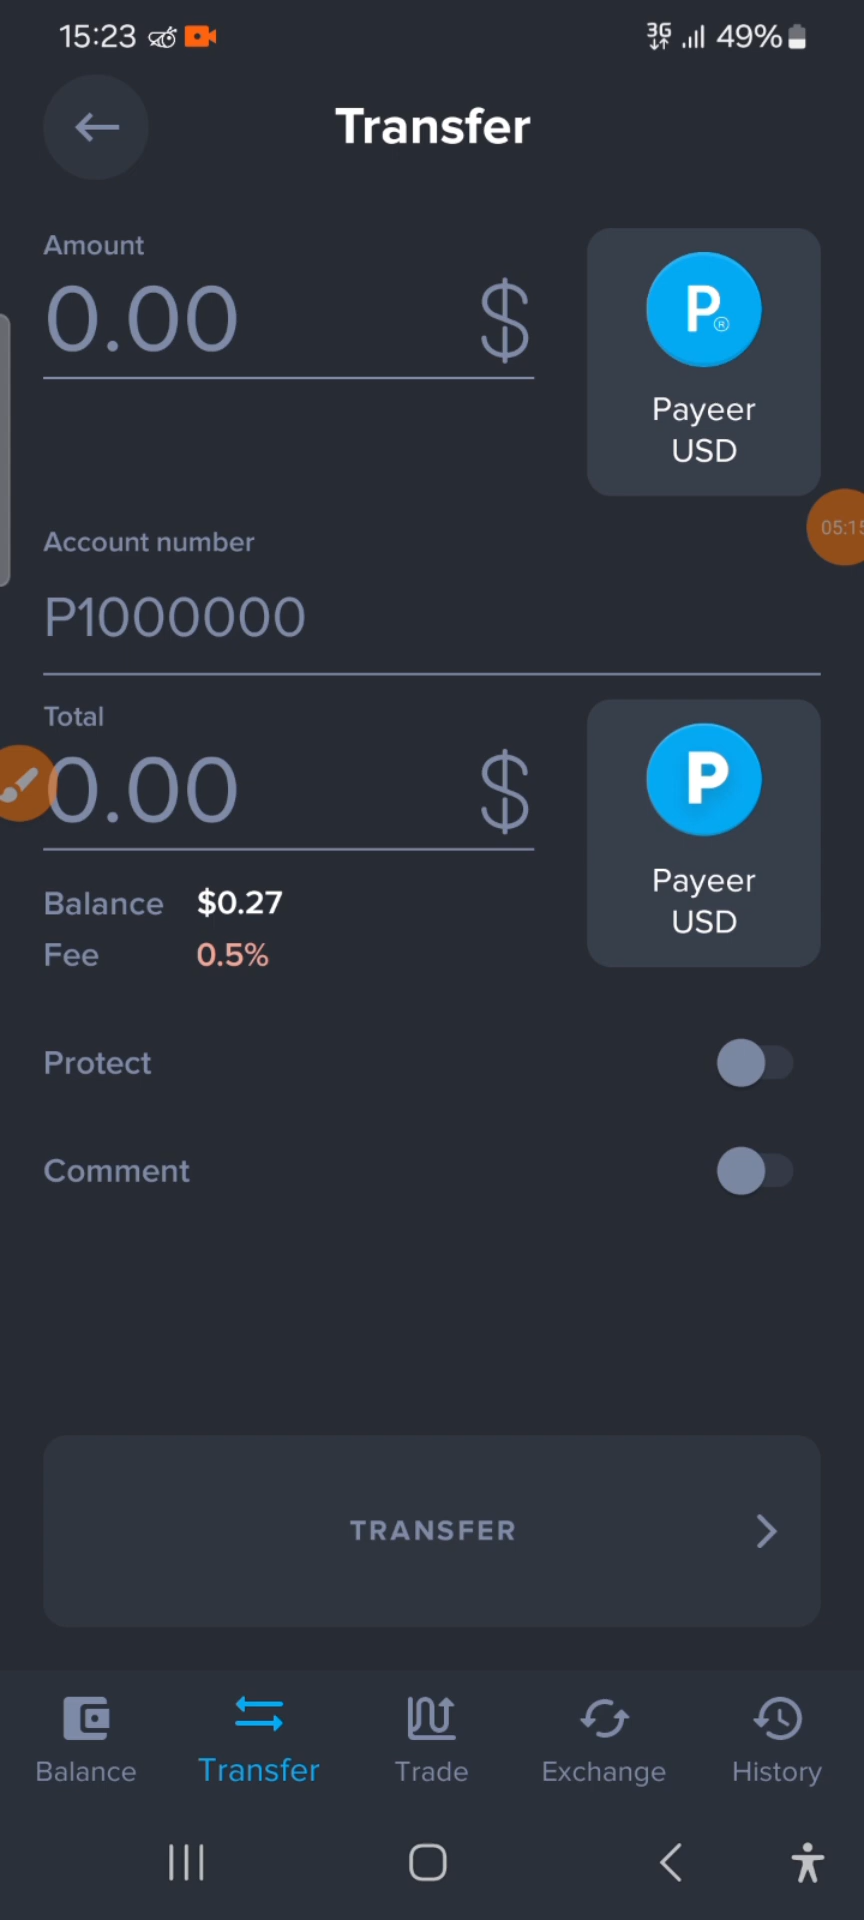 15:23 3G 49%
Transfer
Amount
0.00 $
P®
Payeer
USD
05:15
Account number
P1000000
Total
0.00 $
P
Payeer
USD
Balance $0.27
Fee 0.5%
Protect
Comment
TRANSFER
Balance Transfer Trade Exchange History